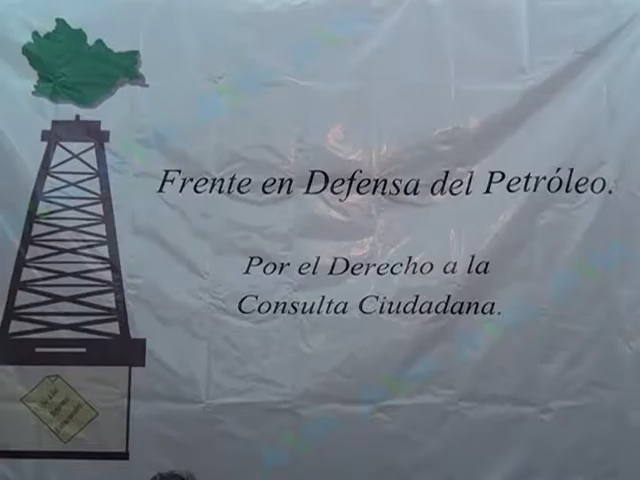 Frente en Defensa del Petróleo.
Por el Derecho a la
Consulta Ciudadana.